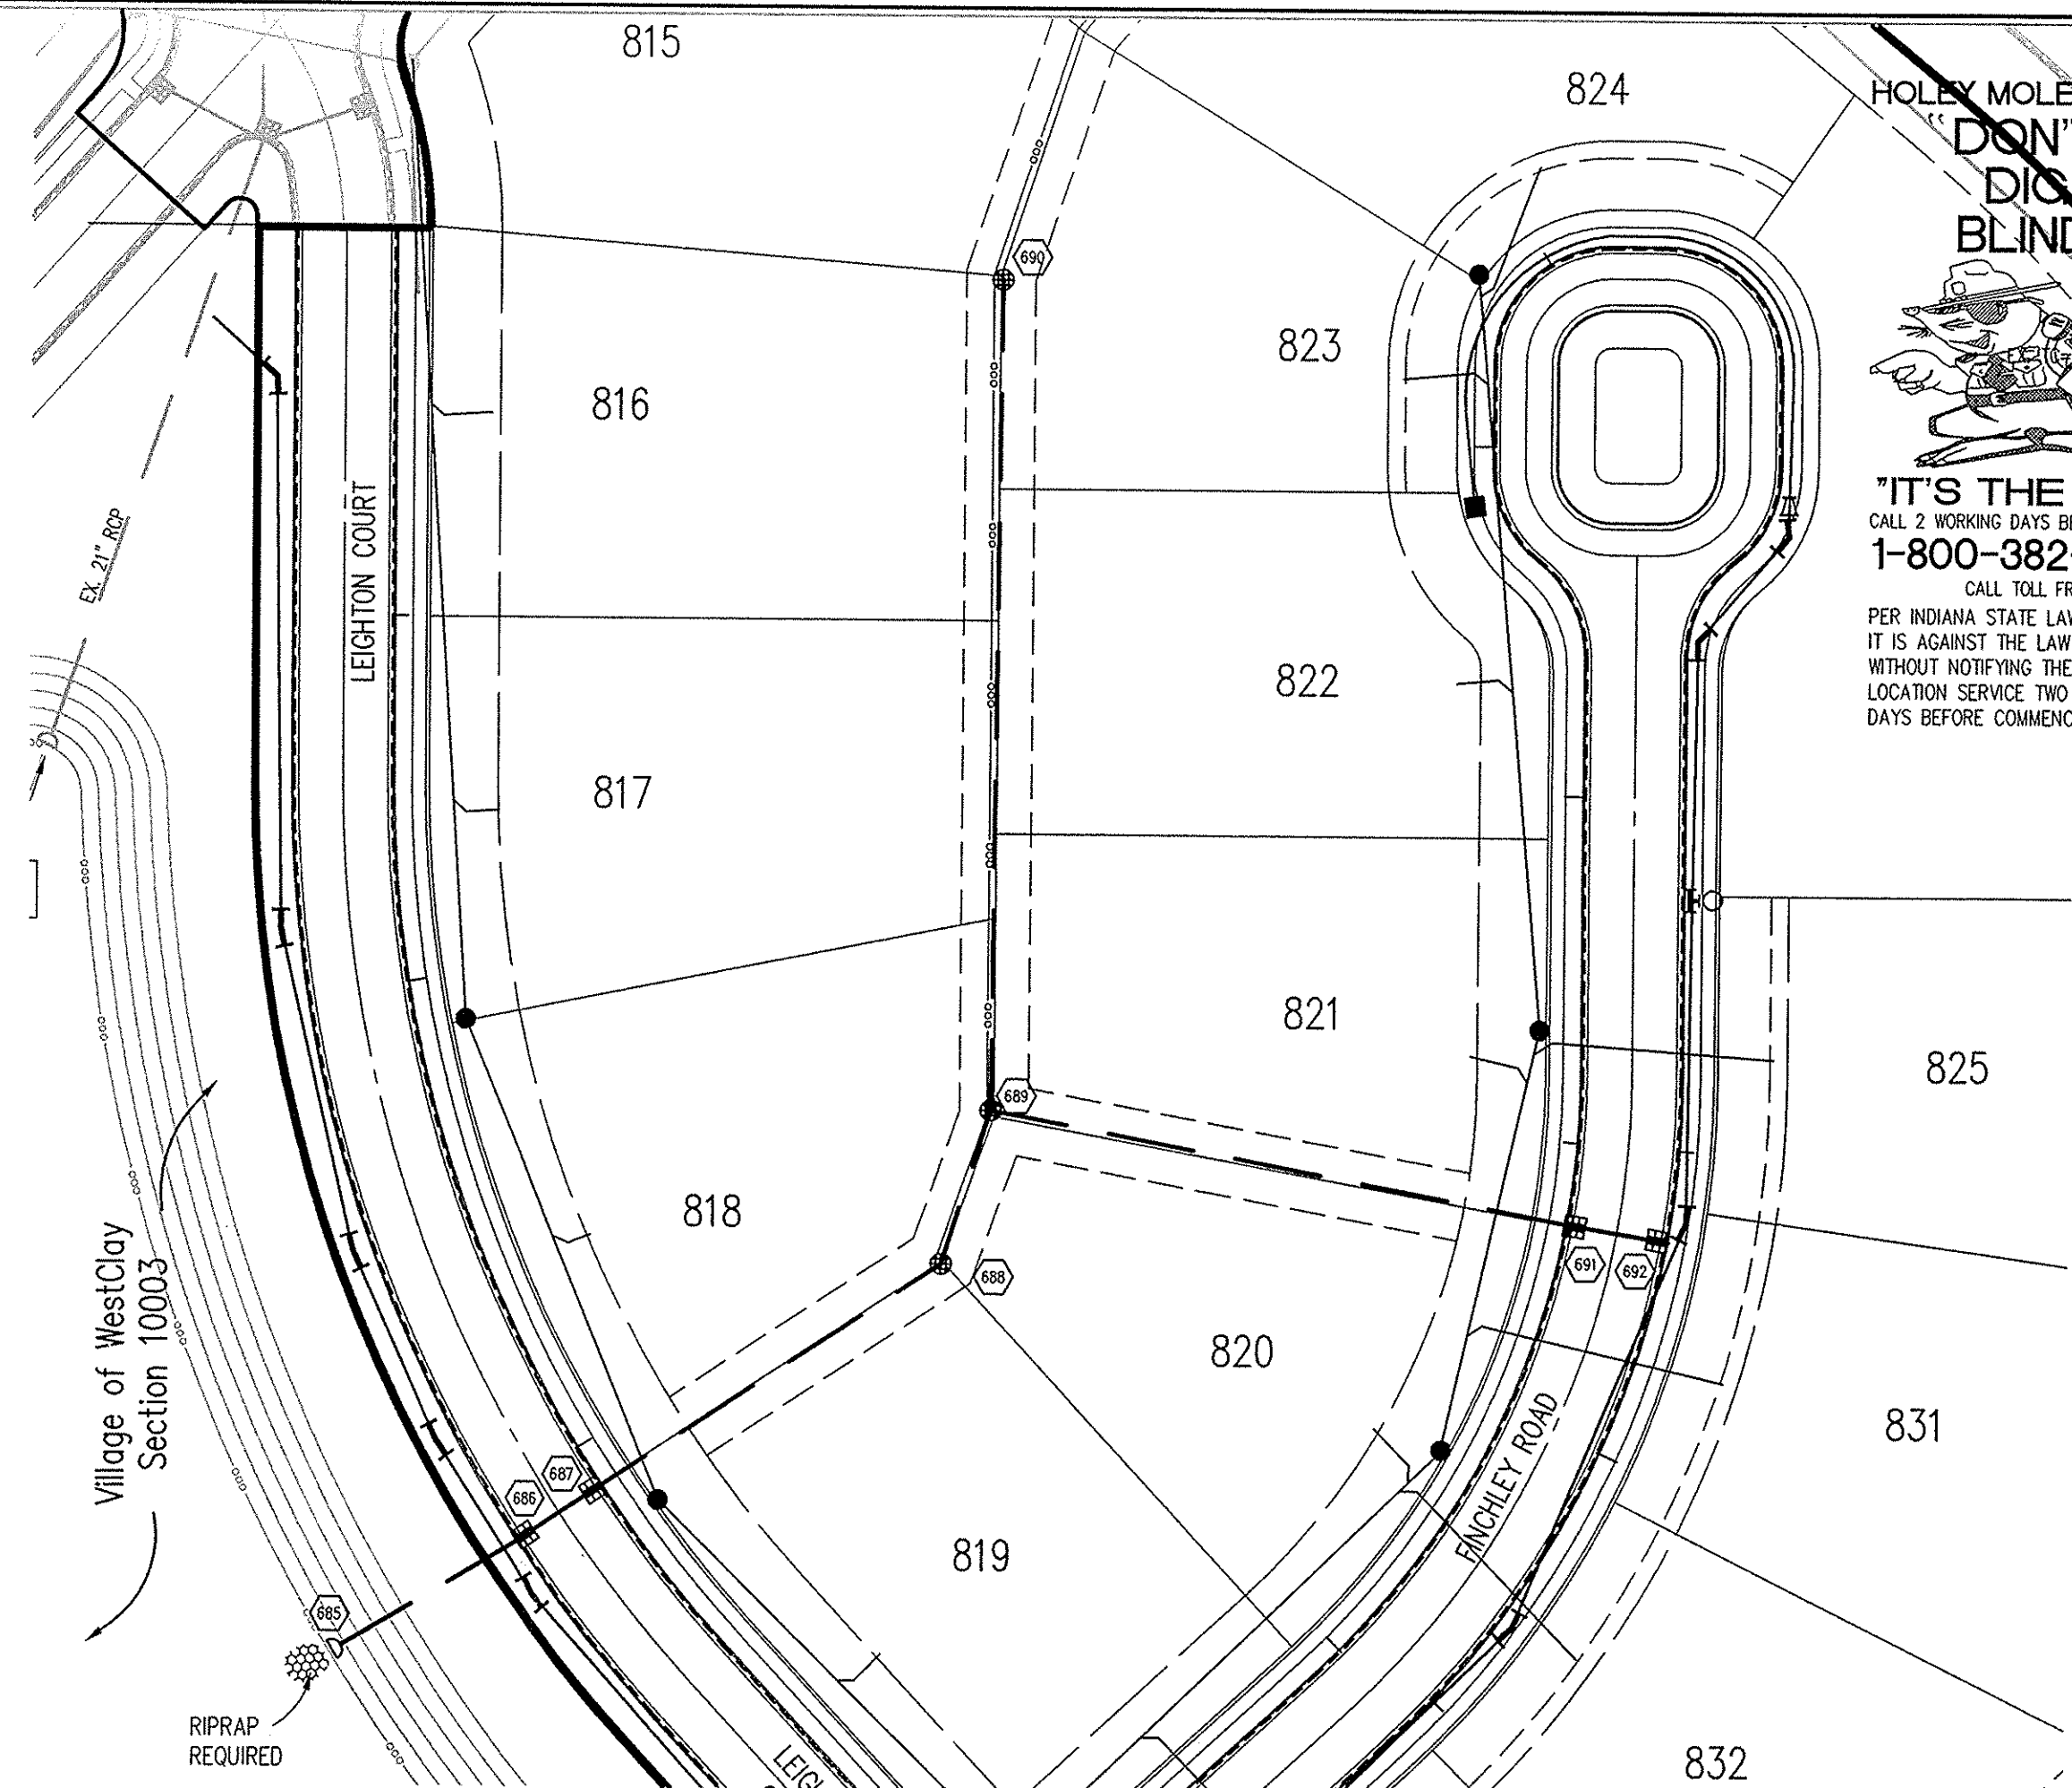 815
824
HOLEY MOLE
"DON'
DIG
BLIND
690
823
816
"IT'S THE
CALL 2 WORKING DAYS BE
1-800-382-
CALL TOLL FR
PER INDIANA STATE LAW
IT IS AGAINST THE LAW
WITHOUT NOTIFYING THE
LOCATION SERVICE TWO
DAYS BEFORE COMMENC
LEIGHTON COURT
EX. 21" RCP
822
817
821
825
689
818
Village of WestClay
Section 10003
688
691
692
820
FINCHLEY ROAD
831
687
686
819
685
RIPRAP
REQUIRED
LEIG
832